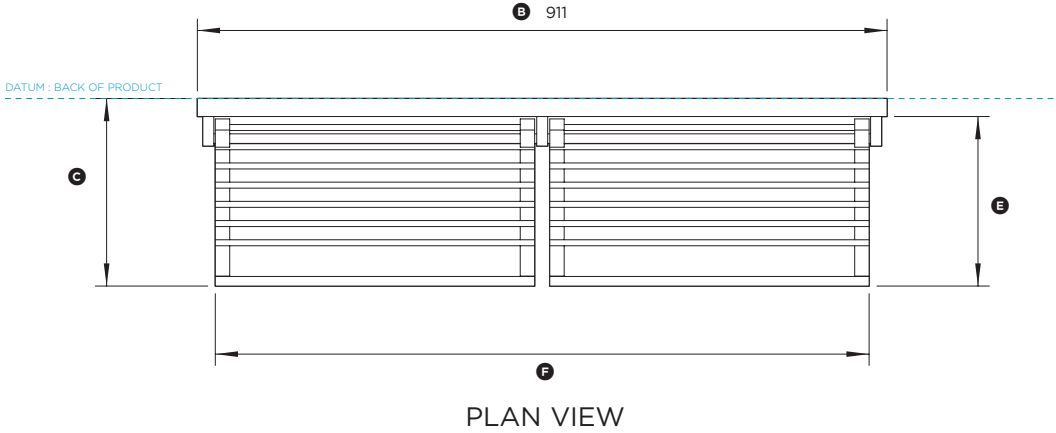 B 911
DATUM : BACK OF PRODUCT
C
E
F
PLAN VIEW